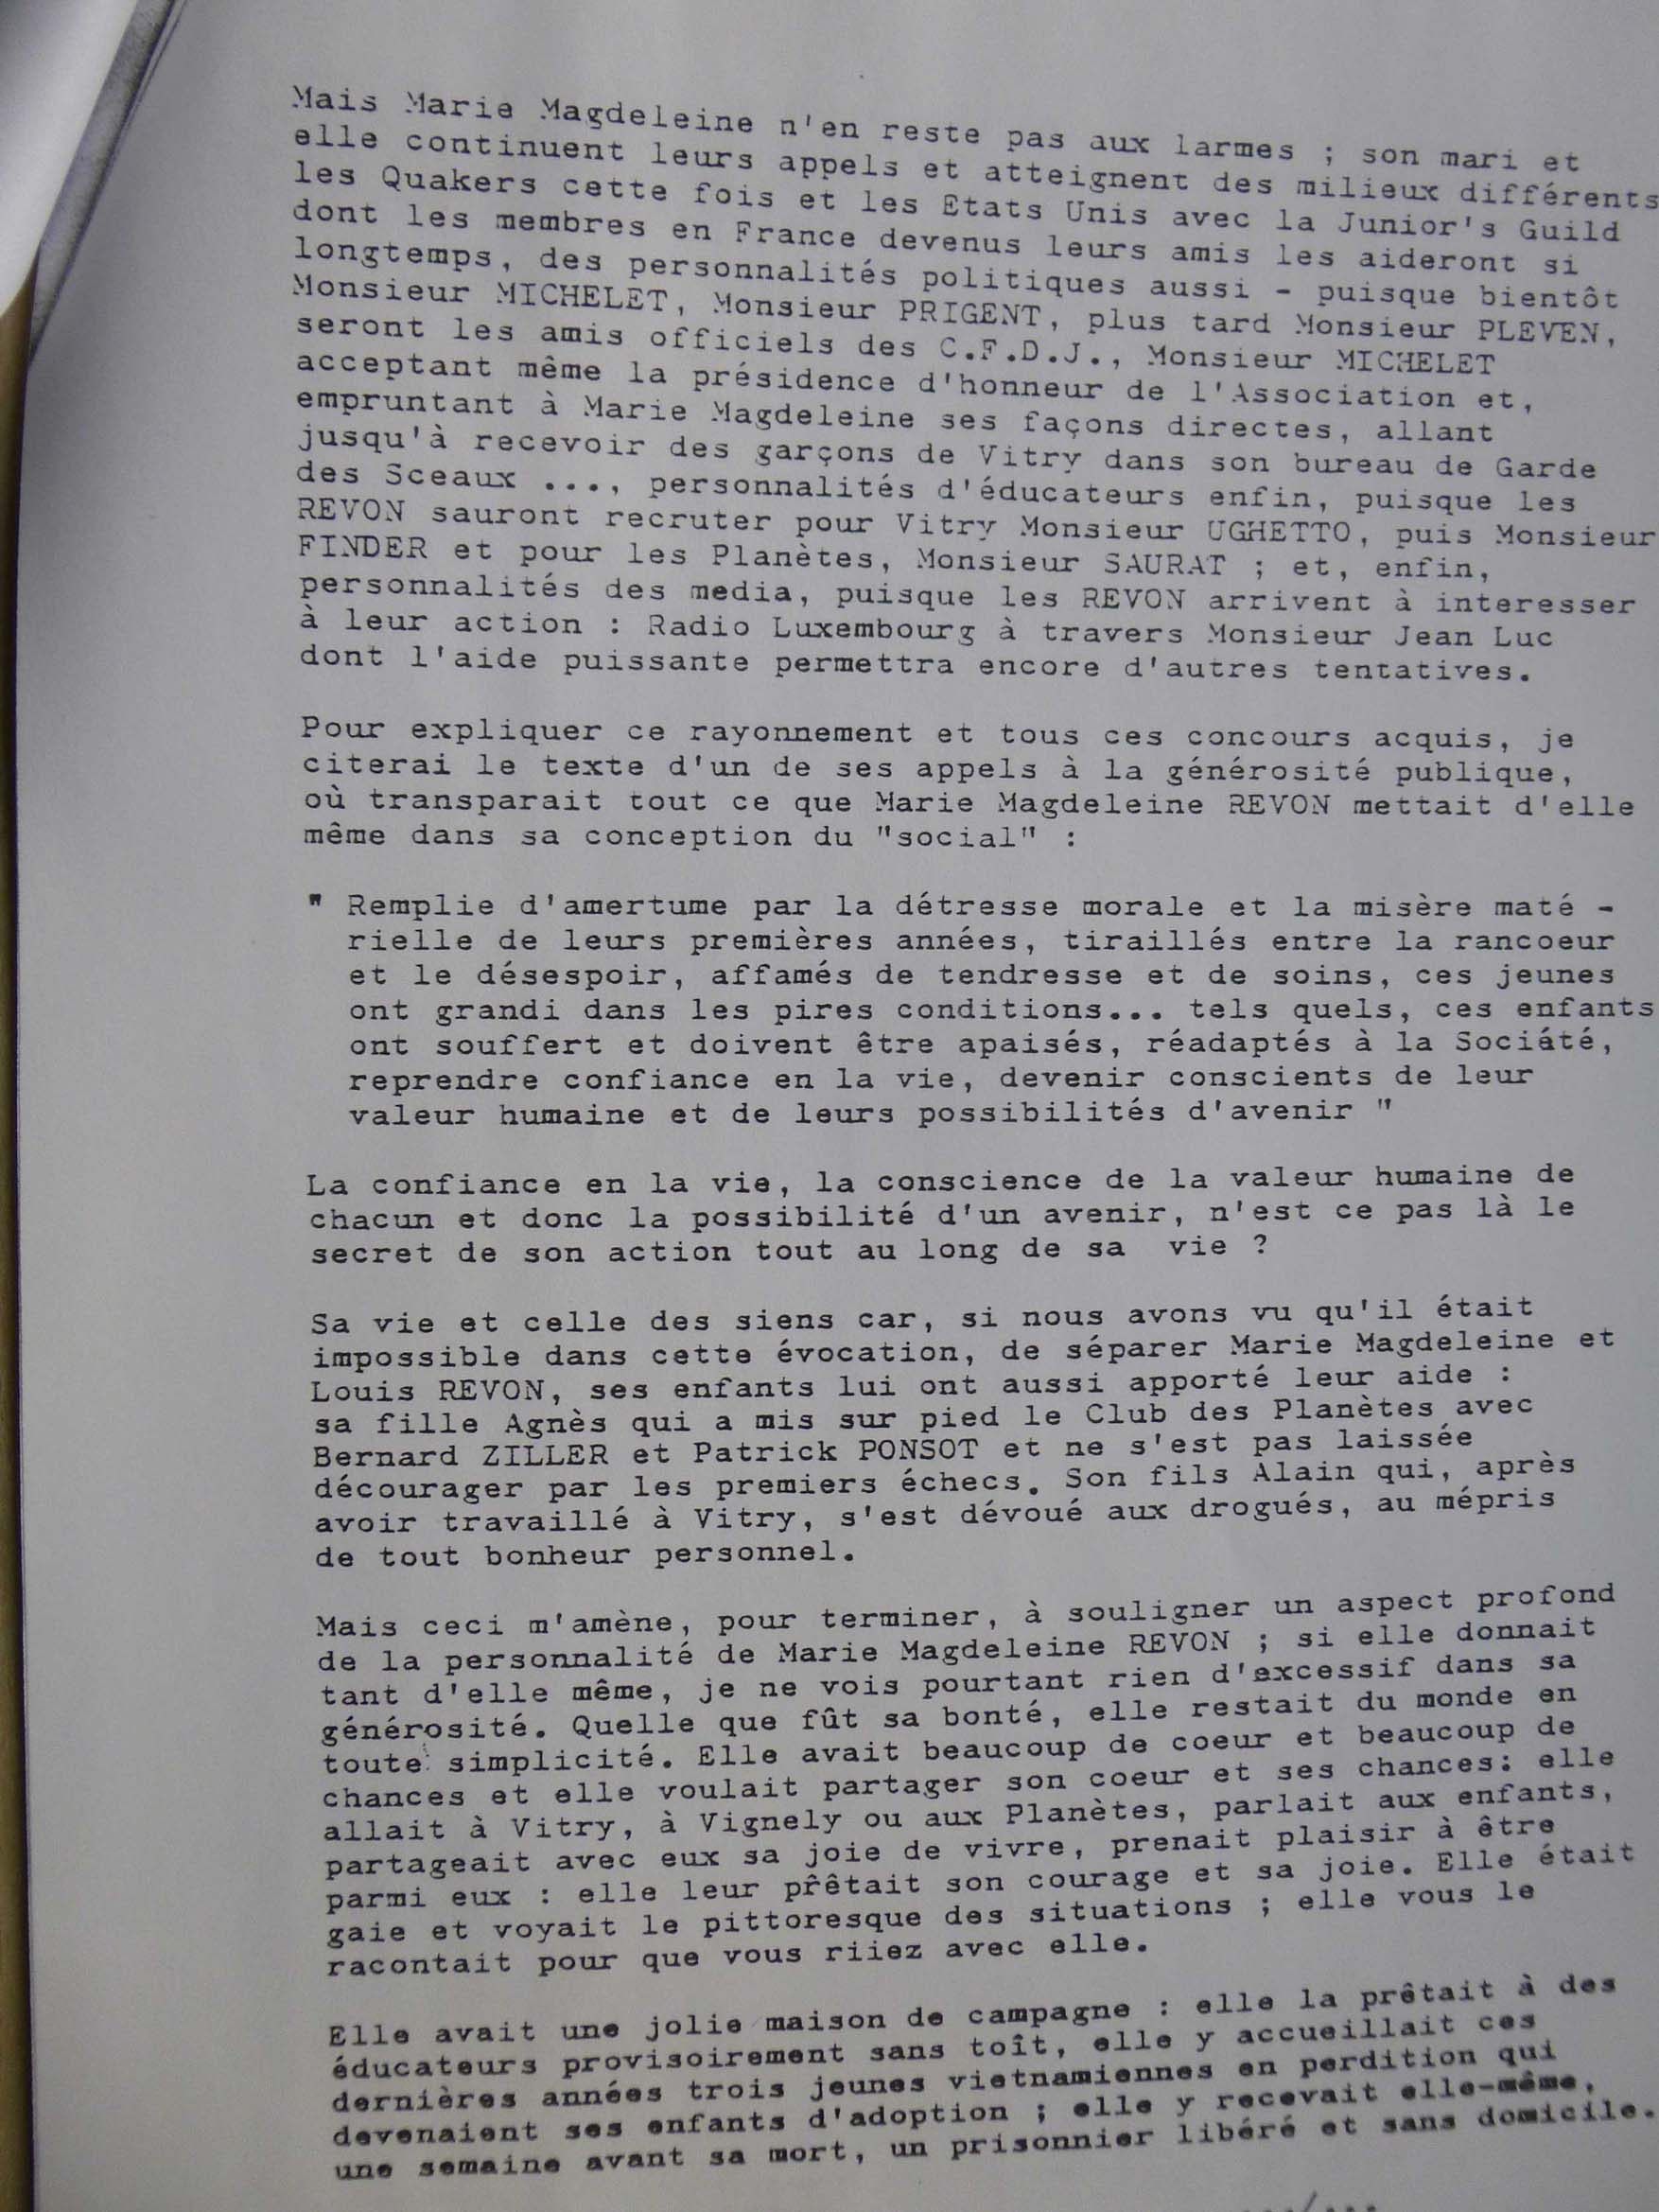 Mais Marie Magdeleine n'en reste pas aux larmes ; son mari et
elle continuent leurs appels et atteignent des milieux différents
les Quakers cette fois et les Etats Unis avec la Junior's Guild
dont les membres en France devenus leurs amis les aideront si
longtemps, des personnalités politiques aussi - puisque bientôt
Monsieur MICHELET, Monsieur PRIGENT, plus tard Monsieur PLEVEN,
seront les amis officiels des C.F.D.J., Monsieur MICHELET
acceptant même la présidence d'honneur de l'Association et,
empruntant à Marie Magdeleine ses façons directes, allant
jusqu'à recevoir des garçons de Vitry dans son bureau de Garde
des Sceaux ..., personnalités d'éducateurs enfin, puisque les
REVON sauront recruter pour Vitry Monsieur UGHETTO, puis Monsieur
FINDER et pour les Planètes, Monsieur SAURAT ; et, enfin,
personnalités des media, puisque les REVON arrivent à interesser
à leur action : Radio Luxembourg à travers Monsieur Jean Luc
dont l'aide puissante permettra encore d'autres tentatives.
Pour expliquer ce rayonnement et tous ces concours acquis, je
citerai le texte d'un de ses appels à la générosité publique,
où transparait tout ce que Marie Magdeleine REVON mettait d'elle
même dans sa conception du "social" :
" Remplie d'amertume par la détresse morale et la misère maté -
rielle de leurs premières années, tiraillés entre la rancoeur
et le désespoir, affamés de tendresse et de soins, ces jeunes
ont grandi dans les pires conditions... tels quels, ces enfants
ont souffert et doivent être apaisés, réadaptés à la Sociáté,
reprendre confiance en la vie, devenir conscients de leur
valeur humaine et de leurs possibilités d'avenir "
La confiance en la vie, la conscience de la valeur humaine de
chacun et donc la possibilité d'un avenir, n'est ce pas là le
secret de son action tout au long de sa vie ?
Sa vie et celle des siens car, si nous avons vu qu'il était
impossible dans cette évocation, de séparer Marie Magdeleine et
Louis REVON, ses enfants lui ont aussi apporté leur aide :
sa fille Agnès qui a mis sur pied le Club des Planètes avec
Bernard ZILLER et Patrick PONSOT et ne s'est pas laissée
décourager par les premiers échecs. Son fils Alain qui, après
avoir travaillé à Vitry, s'est dévoué aux drogués, au mépris
de tout bonheur personnel.
Mais ceci m'amène, pour terminer, à souligner un aspect profond
de la personnalité de Marie Magdeleine REVON ; si elle donnait
tant d'elle même, je ne vois pourtant rien d'excessif dans sa
générosité. Quelle que fût sa bonté, elle restait du monde en
toute simplicité. Elle avait beaucoup de coeur et beaucoup de
chances et elle voulait partager son coeur et ses chances: elle
allait à Vitry, à Vignely ou aux Planètes, parlait aux enfants,
partageait avec eux sa joie de vivre, prenait plaisir à être
parmi eux : elle leur prêtait son courage et sa joie. Elle était
gaie et voyait le pittoresque des situations ; elle vous le
racontait pour que vous riiez avec elle.
Elle avait une jolie maison de campagne : elle la prêtait à des
éducateurs provisoirement sans toît, elle y accueillait ces
dernières années trois jeunes vietnamiennes en perdition qui
devenaient ses enfants d'adoption ; elle y recevait elle-même,
une semaine avant sa mort, un prisonnier libéré et sans domicile.
.../...